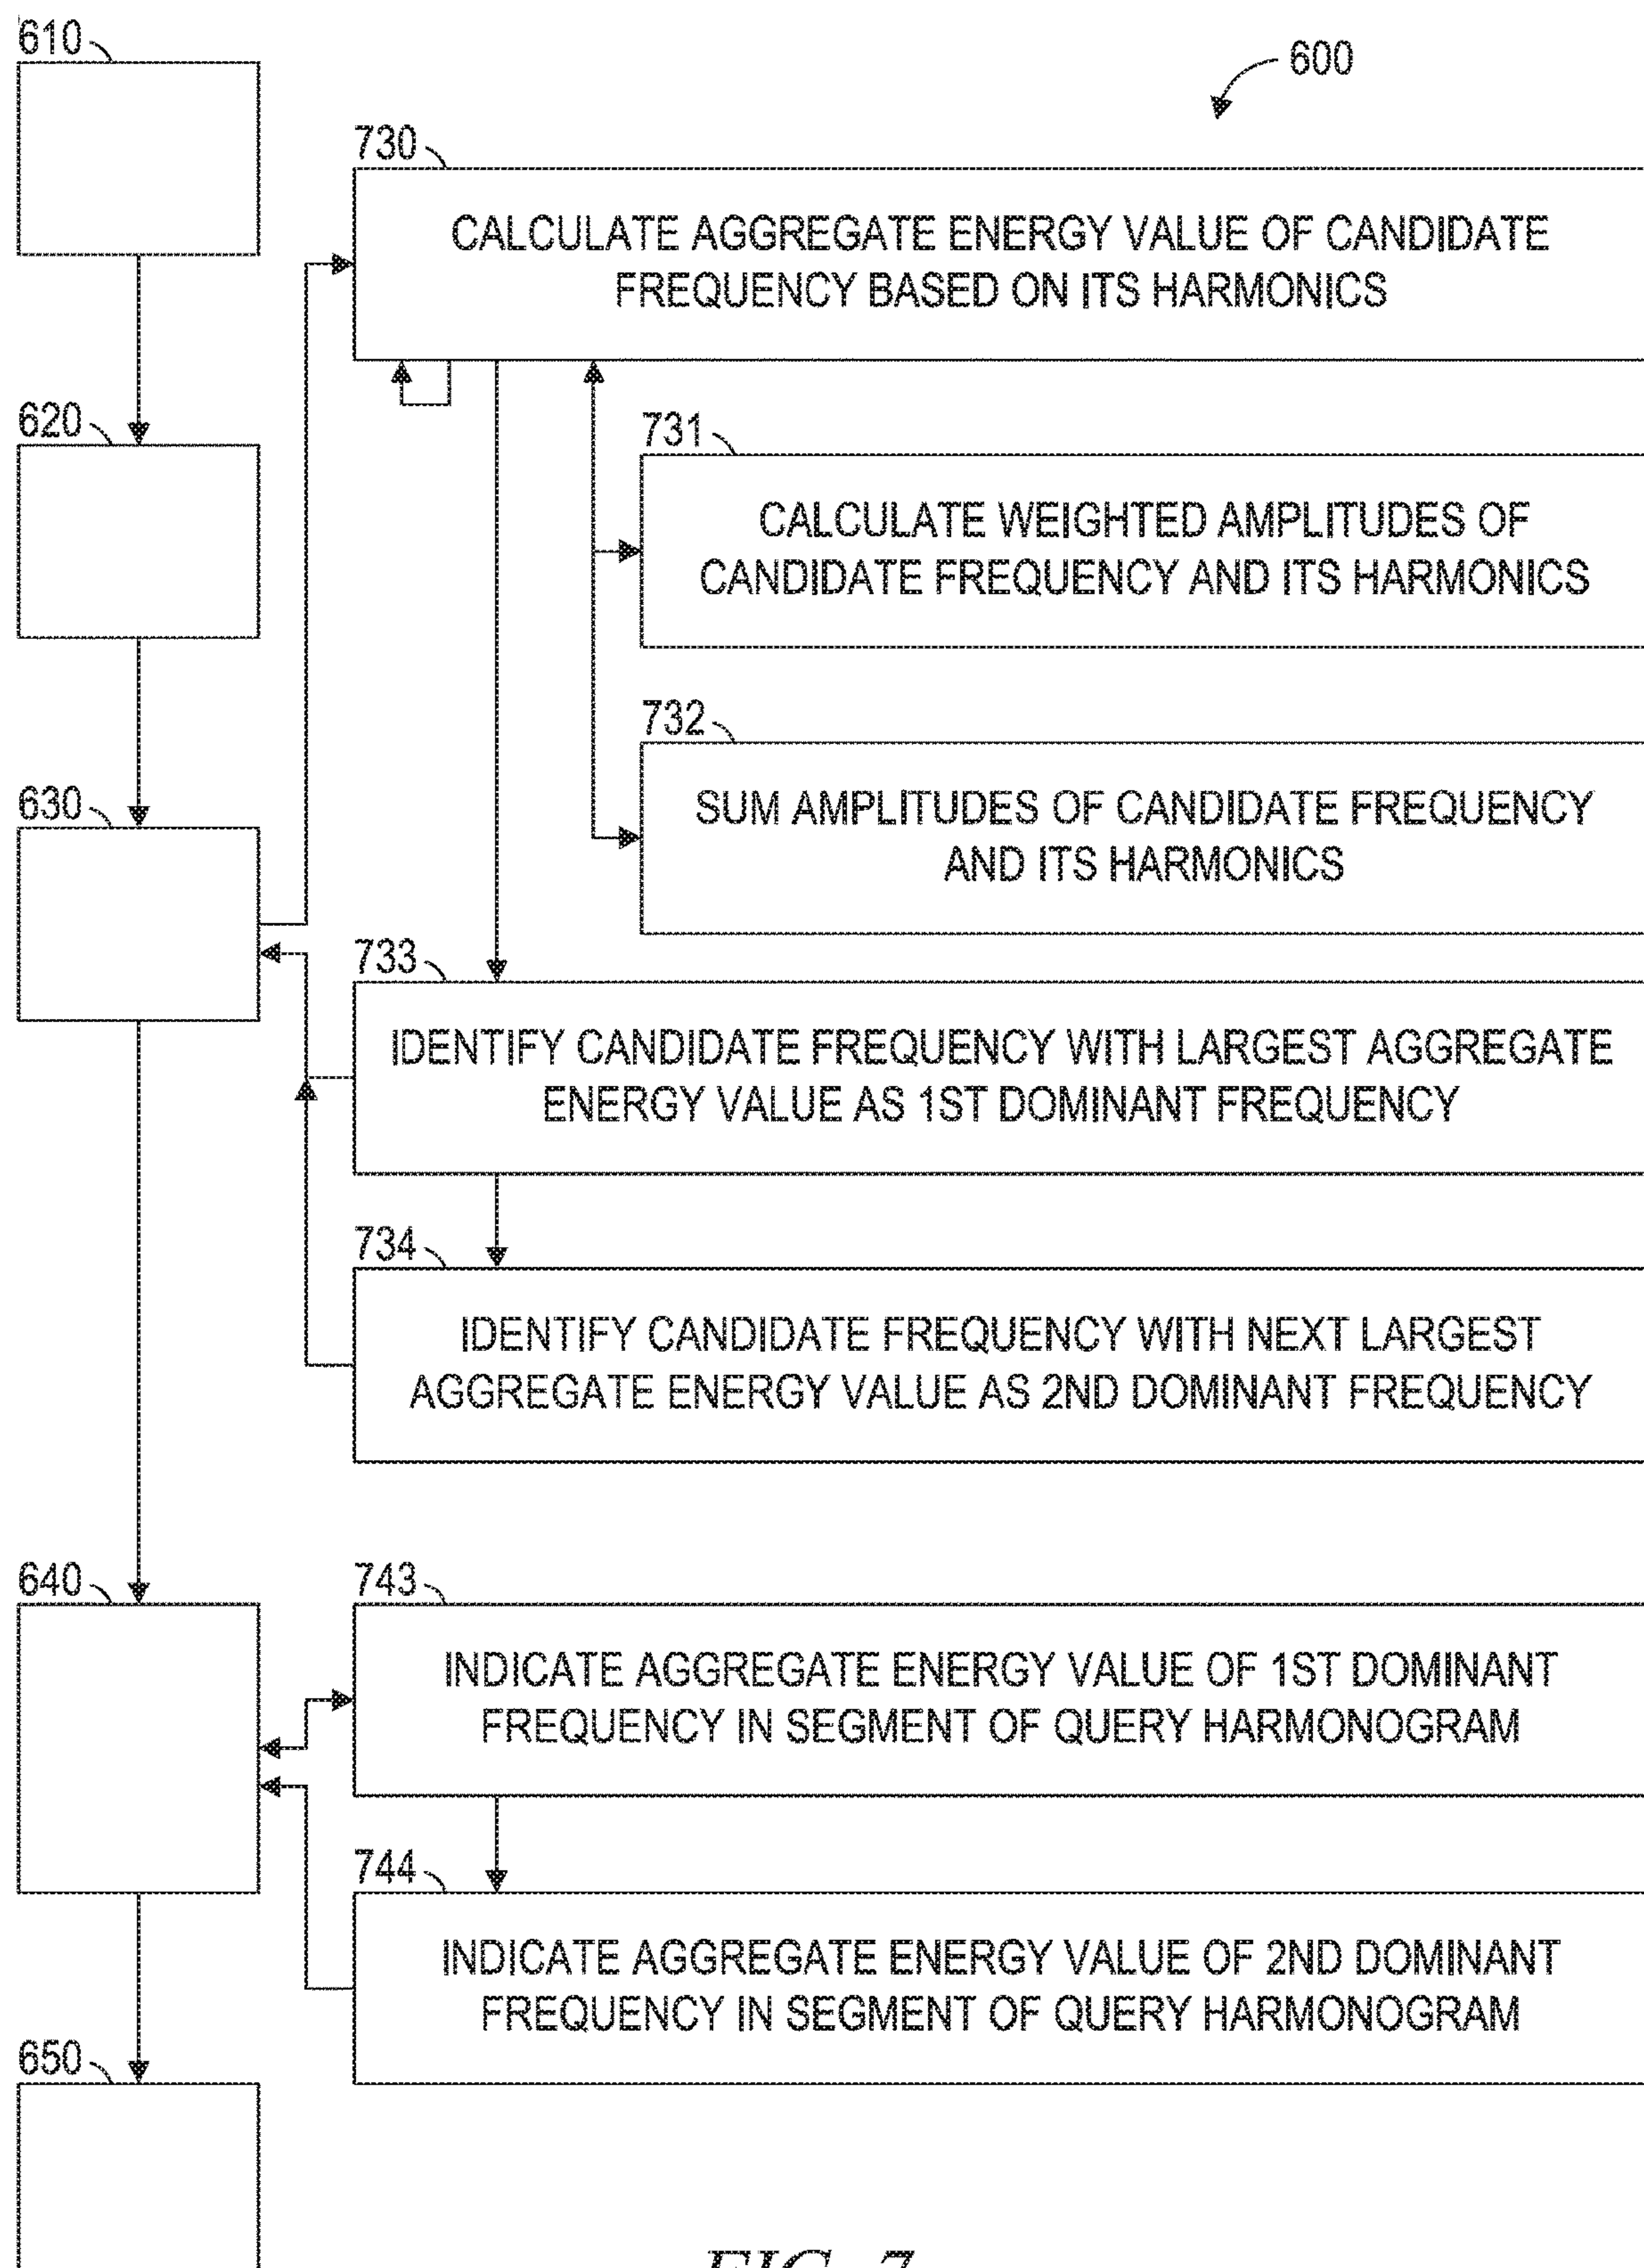 610
600
730
CALCULATE AGGREGATE ENERGY VALUE OF CANDIDATE
FREQUENCY BASED ON ITS HARMONICS
620
731
CALCULATE WEIGHTED AMPLITUDES OF
CANDIDATE FREQUENCY AND ITS HARMONICS
732
SUM AMPLITUDES OF CANDIDATE FREQUENCY
AND ITS HARMONICS
630
733
IDENTIFY CANDIDATE FREQUENCY WITH LARGEST AGGREGATE
ENERGY VALUE AS 1ST DOMINANT FREQUENCY
734
IDENTIFY CANDIDATE FREQUENCY WITH NEXT LARGEST
AGGREGATE ENERGY VALUE AS 2ND DOMINANT FREQUENCY
640
743
INDICATE AGGREGATE ENERGY VALUE OF 1ST DOMINANT
FREQUENCY IN SEGMENT OF QUERY HARMONOGRAM
744
INDICATE AGGREGATE ENERGY VALUE OF 2ND DOMINANT
FREQUENCY IN SEGMENT OF QUERY HARMONOGRAM
650
FIG. 7